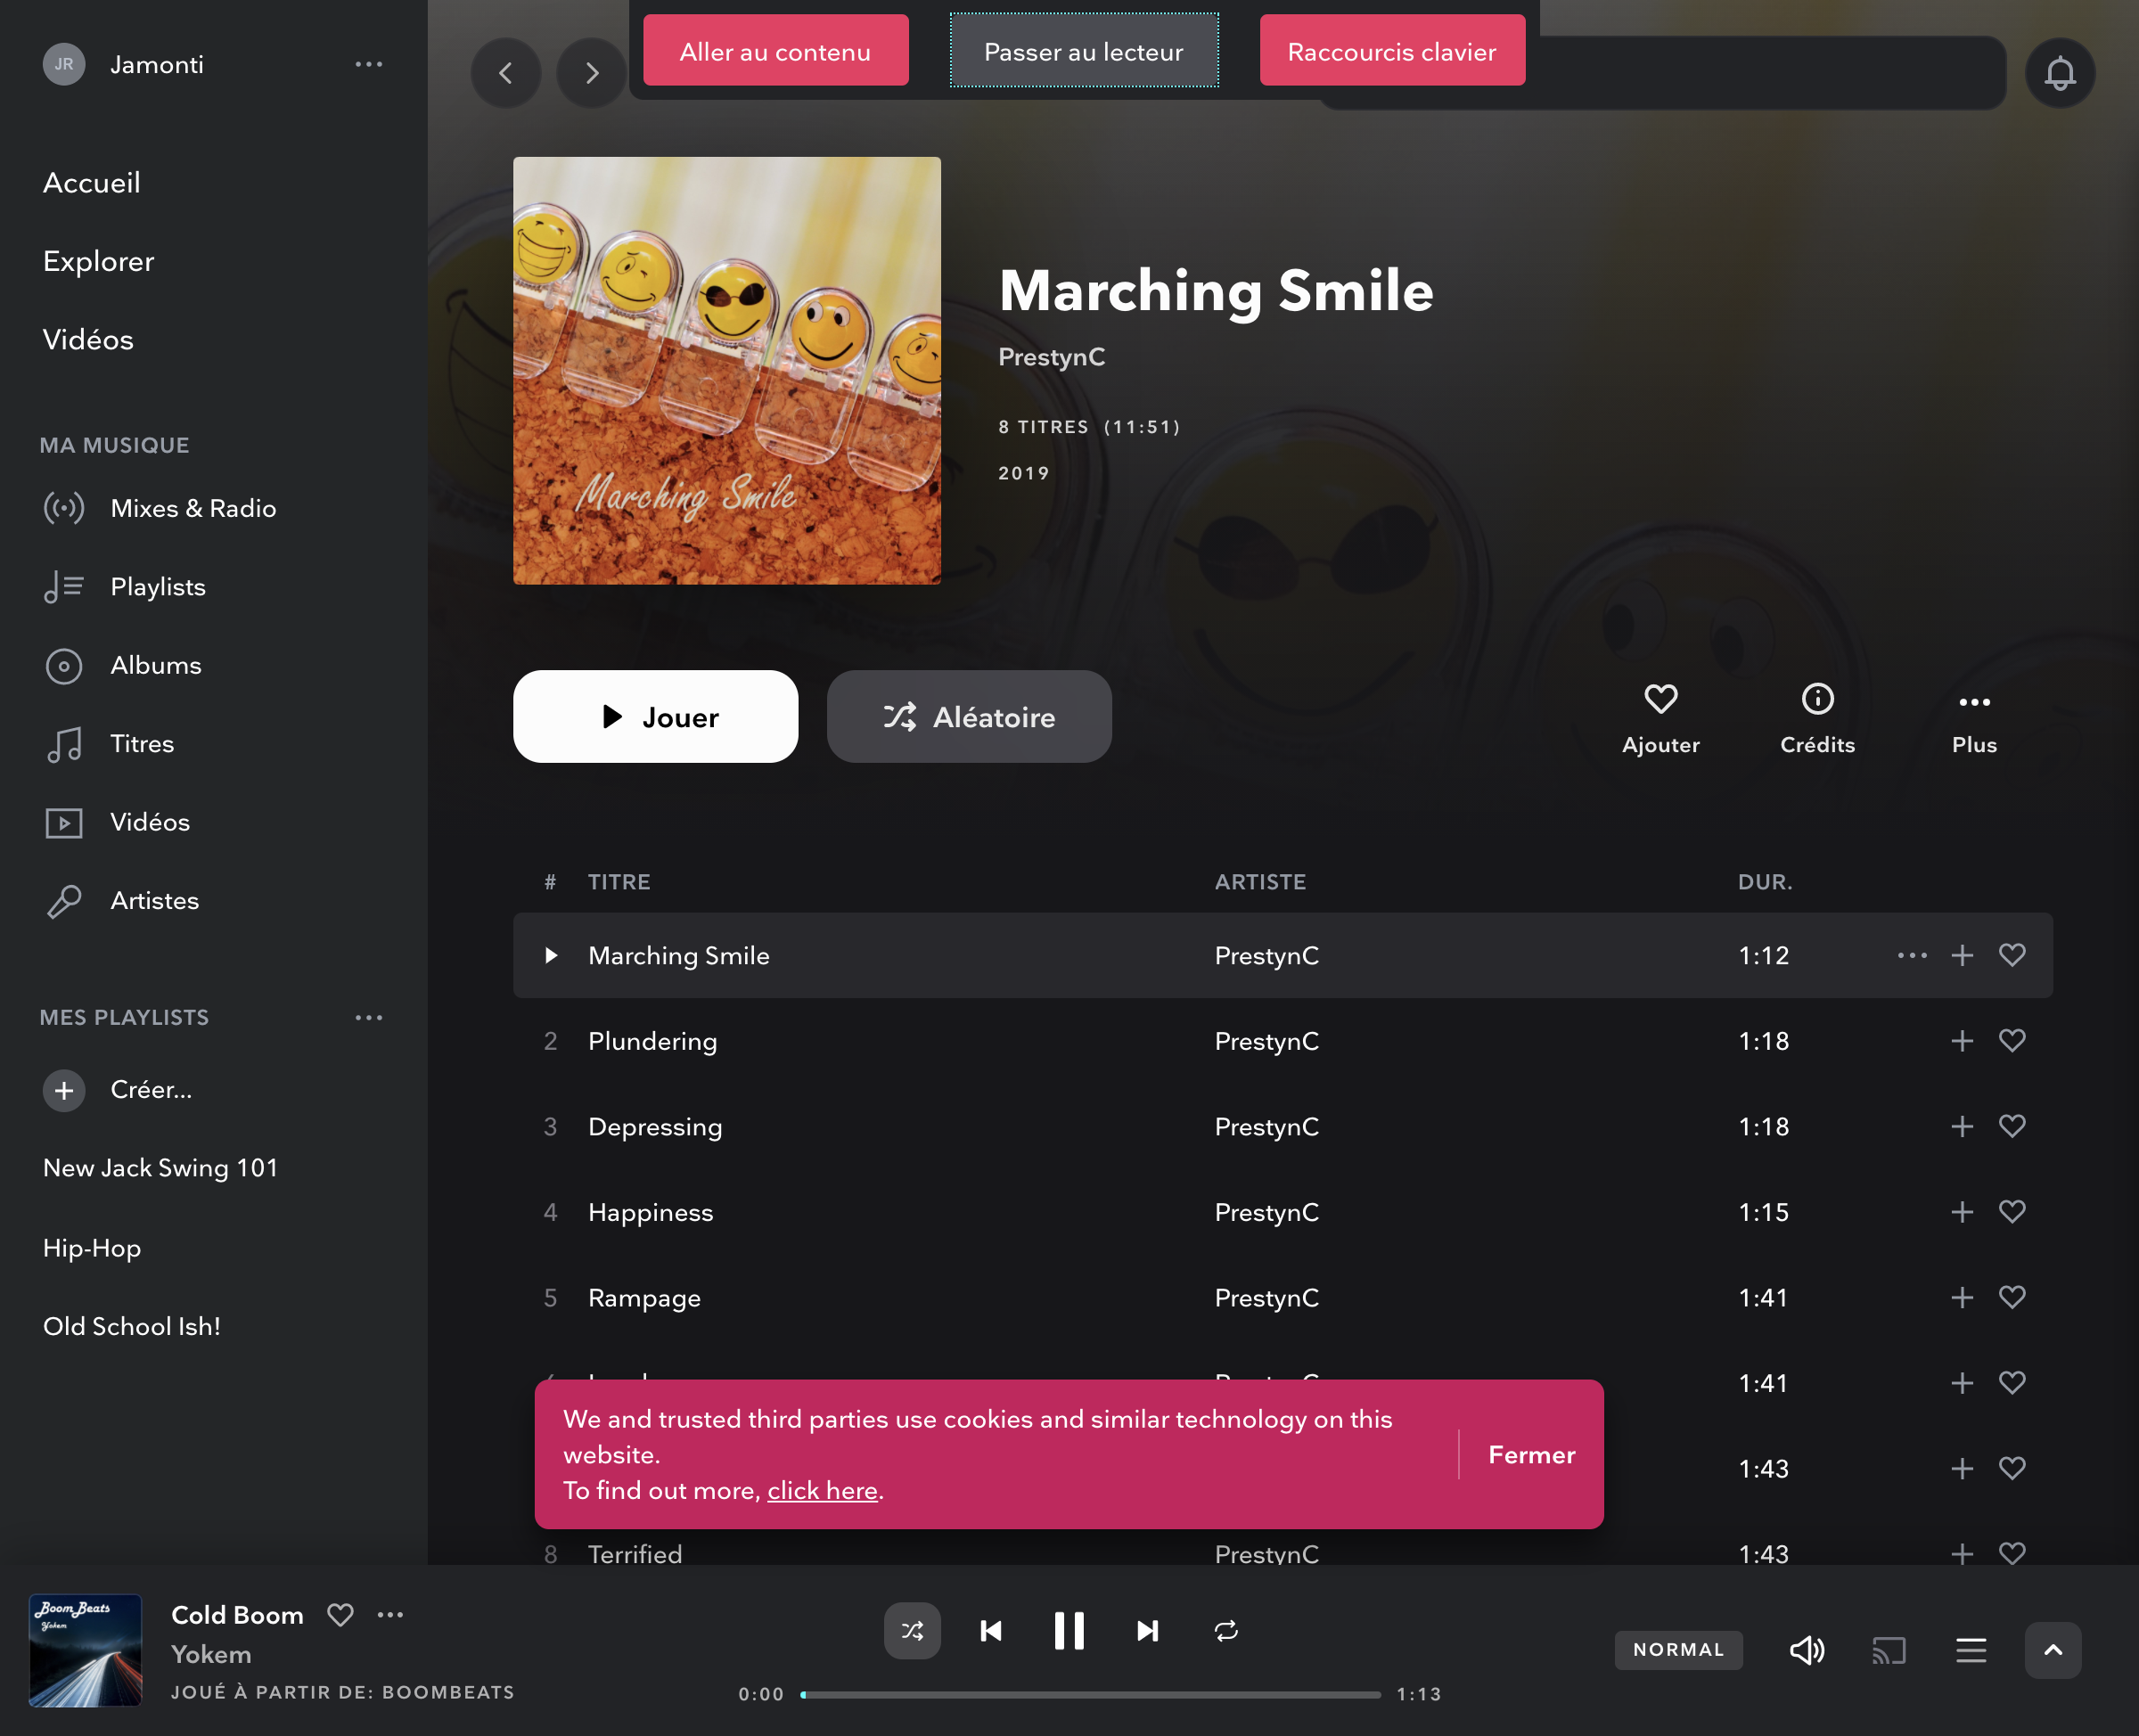 JR
Jamonti
Accueil
Explorer
Vidéos
MA MUSIQUE
Mixes & Radio
Playlists
Albums
Titres
Vidéos
Artistes
MES PLAYLISTS
Créer...
New Jack Swing 101
Hip-Hop
Old School Ish!
Aller au contenu
Passer au lecteur
Raccourcis clavier
Marching Smile
Marching Smile
PrestynC
8 TITRES (11:51)
2019
Jouer
Aléatoire
Ajouter
Crédits
Plus
# TITRE ARTISTE DUR.
Marching Smile PrestynC 1:12
2 Plundering PrestynC 1:18
3 Depressing PrestynC 1:18
4 Happiness PrestynC 1:15
5 Rampage PrestynC 1:41
PrestynC 1:41
1:43
We and trusted third parties use cookies and similar technology on this
website.
To find out more, click here.
Fermer
8 Terrified PrestynC 1:43
Boom Beats
Yokem
Cold Boom
Yokem
JOUÉ À PARTIR DE: BOOMBEATS
0:00
1:13
NORMAL